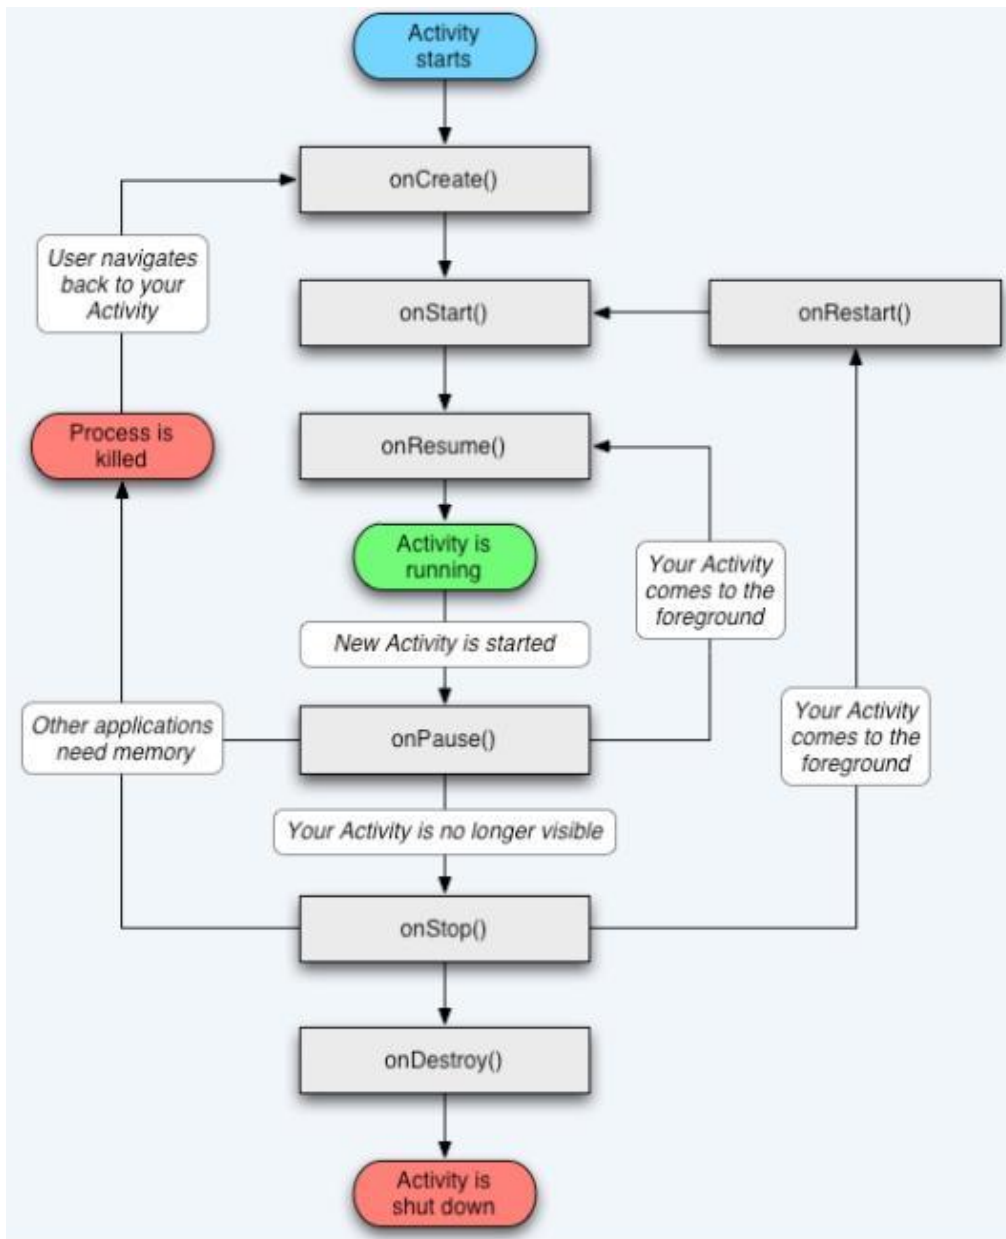 Activity
starts
onCreate()
User navigates
back to your
Activity
onStart()
onRestart()
Process is
killed
onResume()
Activity is
running
Your Activity
comes to the
foreground
New Activity is started
Other applications
need memory
onPause()
Your Activity
comes to the
foreground
Your Activity is no longer visible
onStop()
onDestroy()
Activity is
shut down